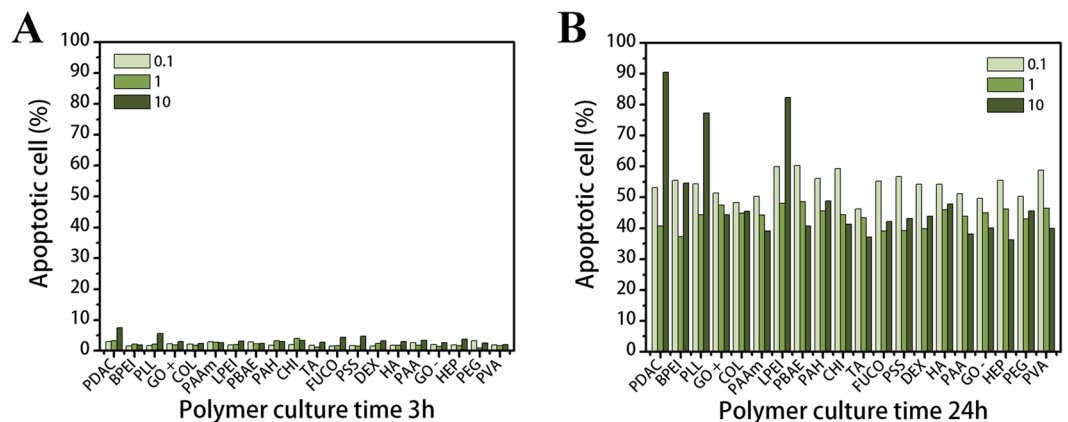 A
100
90
80
70
60
50
40
30
20
10
0
Apoptotic cell (%)
0.1
1
10
PDAC
BPEI
PLL
GO+
COL
PAAm
LPEI
PBAE
PAH
CHI
TA
FUCO
PSS
DEX
HA
PAA
GO-
HEP
PEG
PVA
Polymer culture time 3h
B
100
90
80
70
60
50
40
30
20
10
0
Apoptotic cell (%)
0.1
1
10
PDAC
BPEI
PLL
GO+
COL
PAAm
LPEI
PBAE
PAH
CHI
TA
FUCO
PSS
DEX
HA
PAA
GO-
HEP
PEG
PVA
Polymer culture time 24h